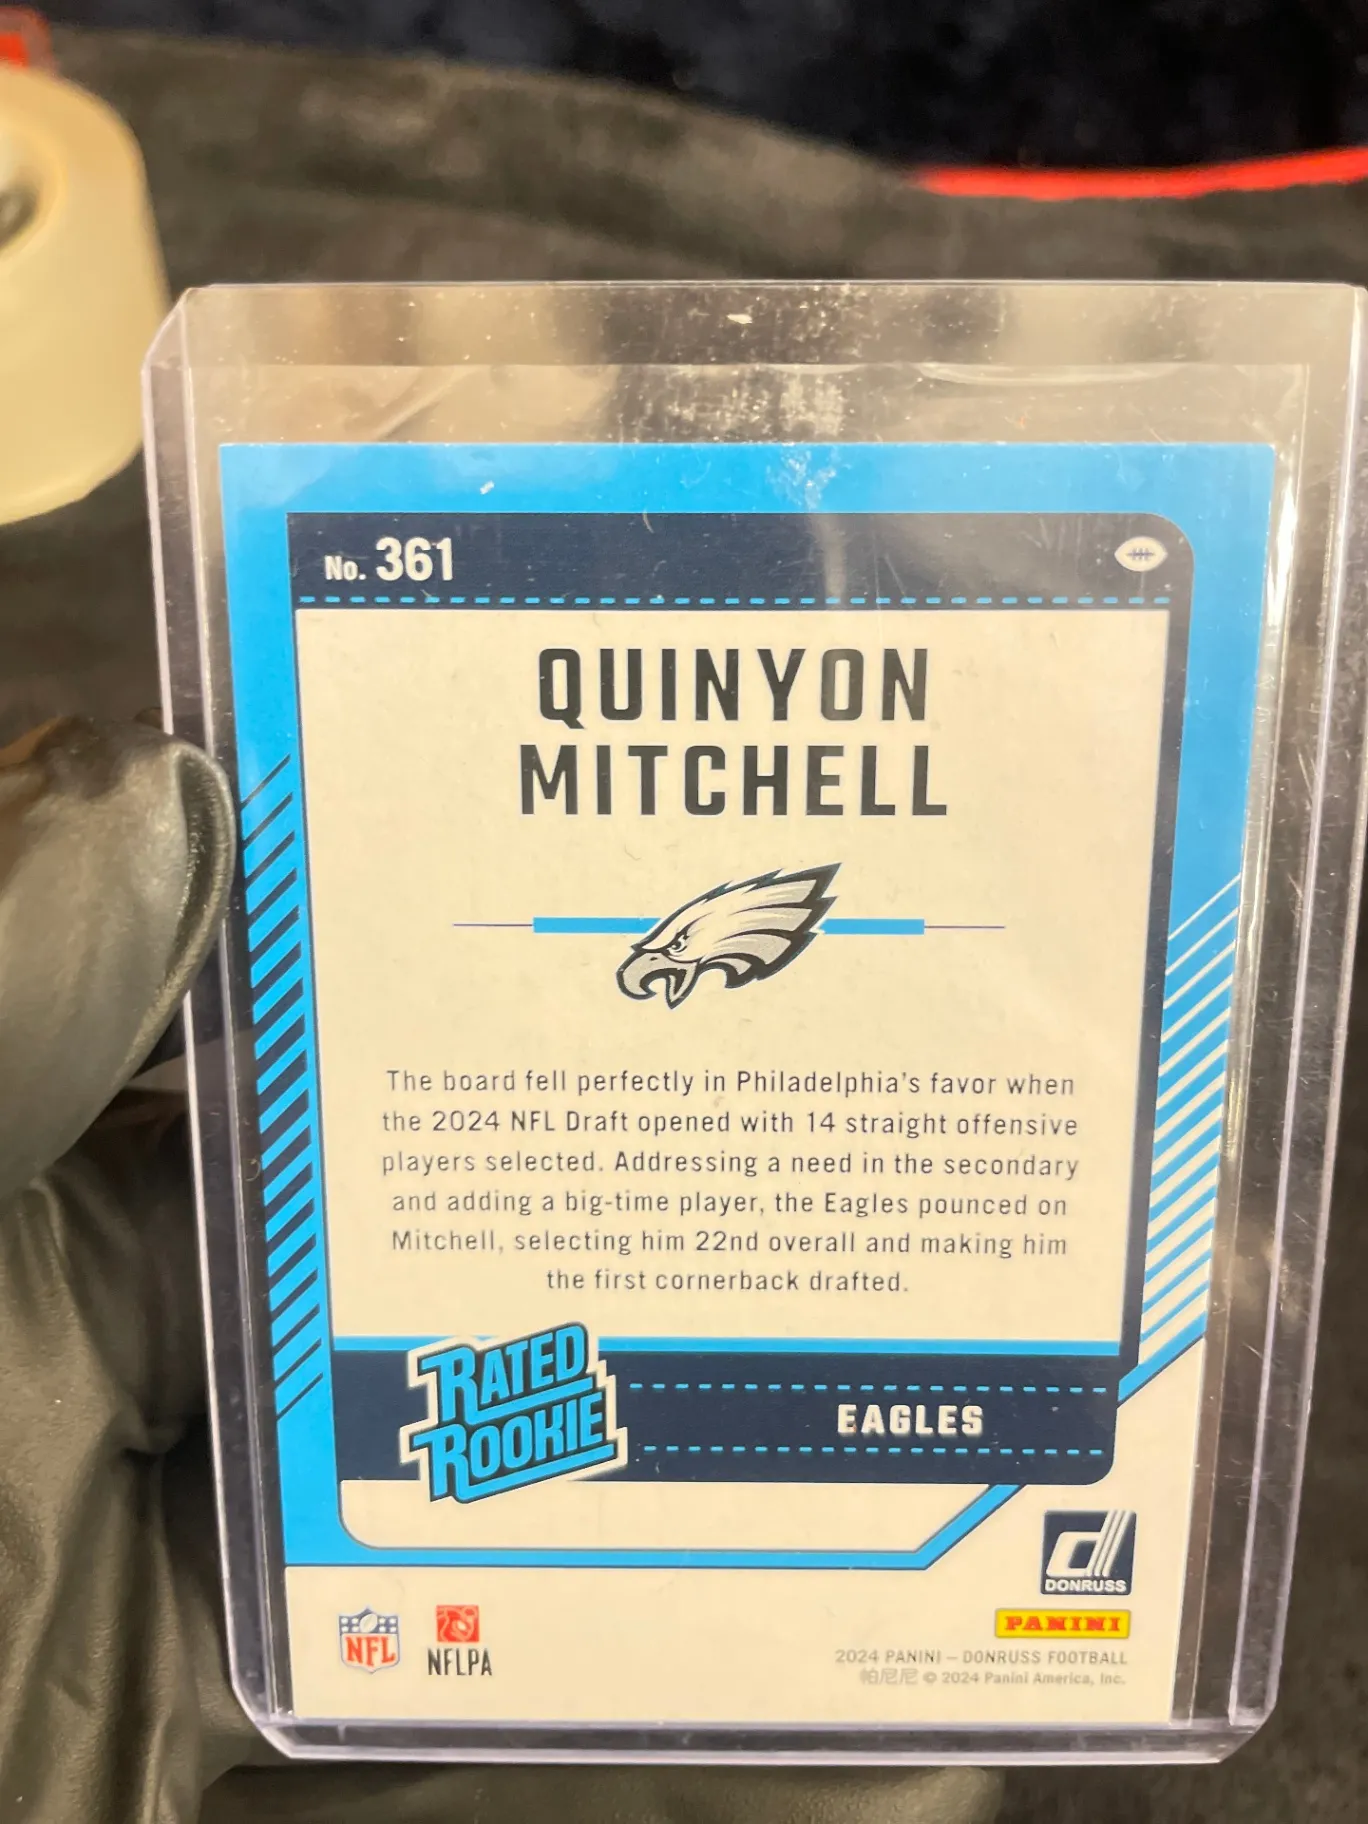 No. 361
QUINYON
MITCHELL
The board fell perfectly in Philadelphia's favor when
the 2024 NFL Draft opened with 14 straight offensive
players selected. Addressing a need in the secondary
and adding a big-time player, the Eagles pounced on
Mitchell, selecting him 22nd overall and making him
the first cornerback drafted.
RATED
ROOKIE
EAGLES
d
DONRUSS
PANINI
NFL
NFLPA
2024 PANINI – DONRUSS FOOTBALL
帕尼尼 © 2024 Panini America, Inc.